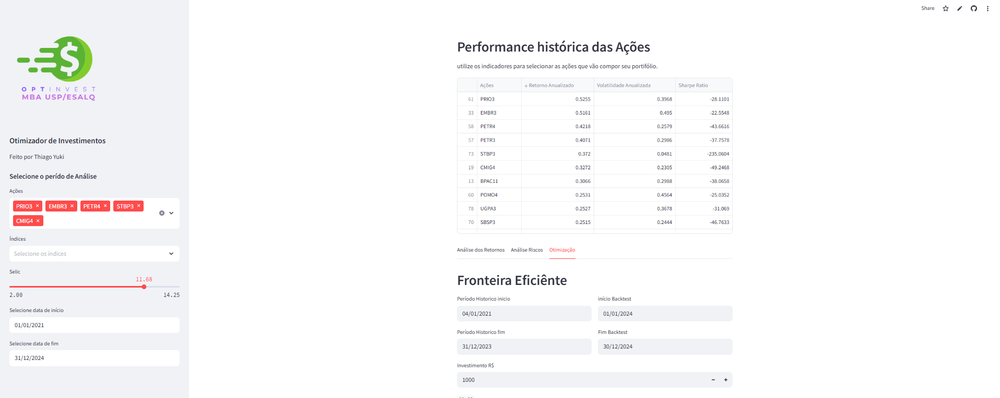 Share
OPTINVEST
MBA USP/ESALQ
Otimizador de Investimentos
Feito por Thiago Yuki
Selecione o perído de Análise
Ações
PRIO3 × EMBR3 × PETR4 × STBP3 ×
CMIG4 ×
Índices
Selecione os índices
Selic
11.68
2.00 14.25
Selecione data de início
01/01/2021
Selecione data de fim
31/12/2024
Performance histórica das Ações
utilize os indicadores para selecionar as ações que vão compor seu portifólio.
Ações ↓ Retorno Anualizado Volatilidade Anualizada Sharpe Ratio
61 PRIO3 0.5255 0.3968 -28.1101
33 EMBR3 0.5161 0.495 -22.5548
58 PETR4 0.4218 0.2579 -43.6616
57 PETR3 0.4071 0.2986 -37.7578
73 STBP3 0.372 0.0481 -235.0604
19 CMIG4 0.3272 0.2305 -49.2468
13 BPAC11 0.3066 0.2988 -38.0658
60 POMO4 0.2531 0.4564 -25.0352
78 UGPA3 0.2527 0.3678 -31.069
70 SBSP3 0.2515 0.2444 -46.7633
Análise dos Retornos Análise Riscos Otimização
Fronteira Eficiênte
Período Historico inicio início Backtest
04/01/2021 01/01/2024
Período Historico fim Fim Backtest
31/12/2023 30/12/2024
Investimento R$
1000 − +